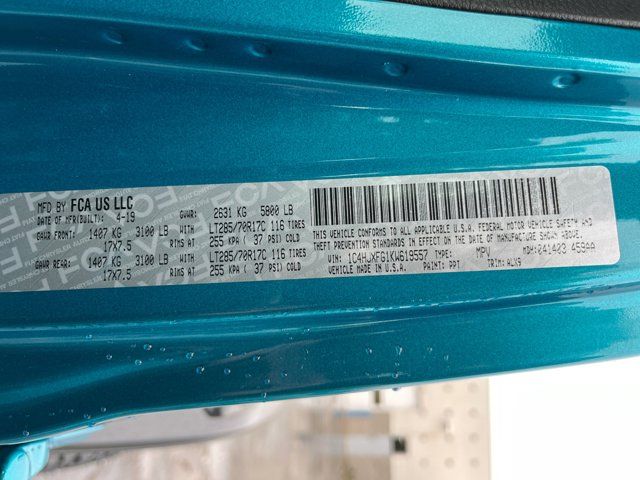 MFD BY FCA US LLC
DATE OF MFR(BUILT): 4-19 GVWR: 2631 KG 5800 LB
GAWR FRONT: 1407 KG 3100 LB WITH LT285/70R17C 116 TIRES
17X7.5 RIMS AT 255 KPA ( 37 PSI) COLD
GAWR REAR: 1407 KG 3100 LB WITH LT285/70R17C 116 TIRES
17X7.5 RIMS AT 255 KPA ( 37 PSI) COLD
THIS VEHICLE CONFORMS TO ALL APPLICABLE U.S.A. FEDERAL MOTOR VEHICLE SAFETY AND
THEFT PREVENTION STANDARDS IN EFFECT ON THE DATE OF MANUFACTURE SHOWN ABOVE.
VIN: 1C4HJXFG1KW619557 TYPE: MPV MDH:041403 459AA
VEHICLE MADE IN U.S.A. PAINT: PPT TRIM:ALX9